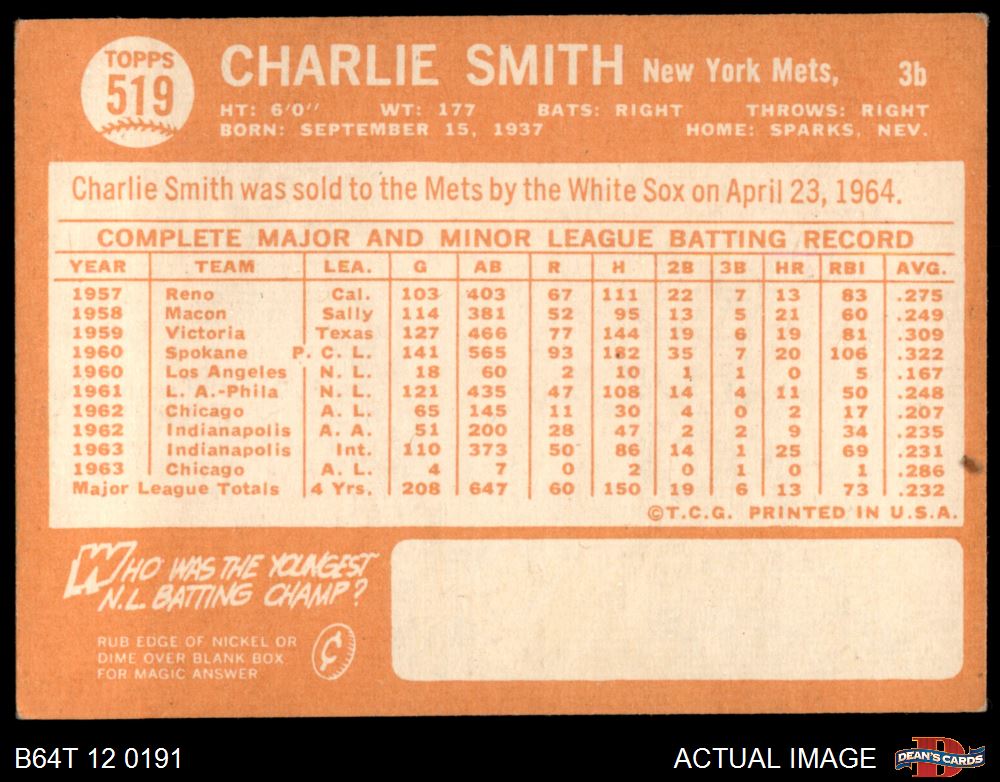 TOPPS
519
CHARLIE SMITH New York Mets, 3b
HT: 6'0" WT: 177 BATS: RIGHT THROWS: RIGHT
BORN: SEPTEMBER 15, 1937 HOME: SPARKS, NEV.
Charlie Smith was sold to the Mets by the White Sox on April 23, 1964.
COMPLETE MAJOR AND MINOR LEAGUE BATTING RECORD
YEAR TEAM LEA. G AB R H 2B 3B HR RBI AVG.
1957 Reno Cal. 103 403 67 111 22 7 13 83 .275
1958 Macon Sally 114 381 52 95 13 5 21 60 .249
1959 Victoria Texas 127 466 77 144 19 6 19 81 .309
1960 Spokane P. C. L. 141 565 93 182 35 7 20 106 .322
1960 Los Angeles N. L. 18 60 2 10 1 1 0 5 .167
1961 L. A.-Phila N. L. 121 435 47 108 14 4 11 50 .248
1962 Chicago A. L. 65 145 11 30 4 0 2 17 .207
1962 Indianapolis A. A. 51 200 28 47 2 2 9 34 .235
1963 Indianapolis Int. 110 373 50 86 14 1 25 69 .231
1963 Chicago A. L. 4 7 0 2 0 1 0 1 .286
Major League Totals 4 Yrs. 208 647 60 150 19 6 13 73 .232
©T.C.G. PRINTED IN U.S.A.
WHO WAS THE YOUNGEST
N.L. BATTING CHAMP?
RUB EDGE OF NICKEL OR
DIME OVER BLANK BOX
FOR MAGIC ANSWER
¢
B64T 12 0191 ACTUAL IMAGE D DEAN'S CARDS